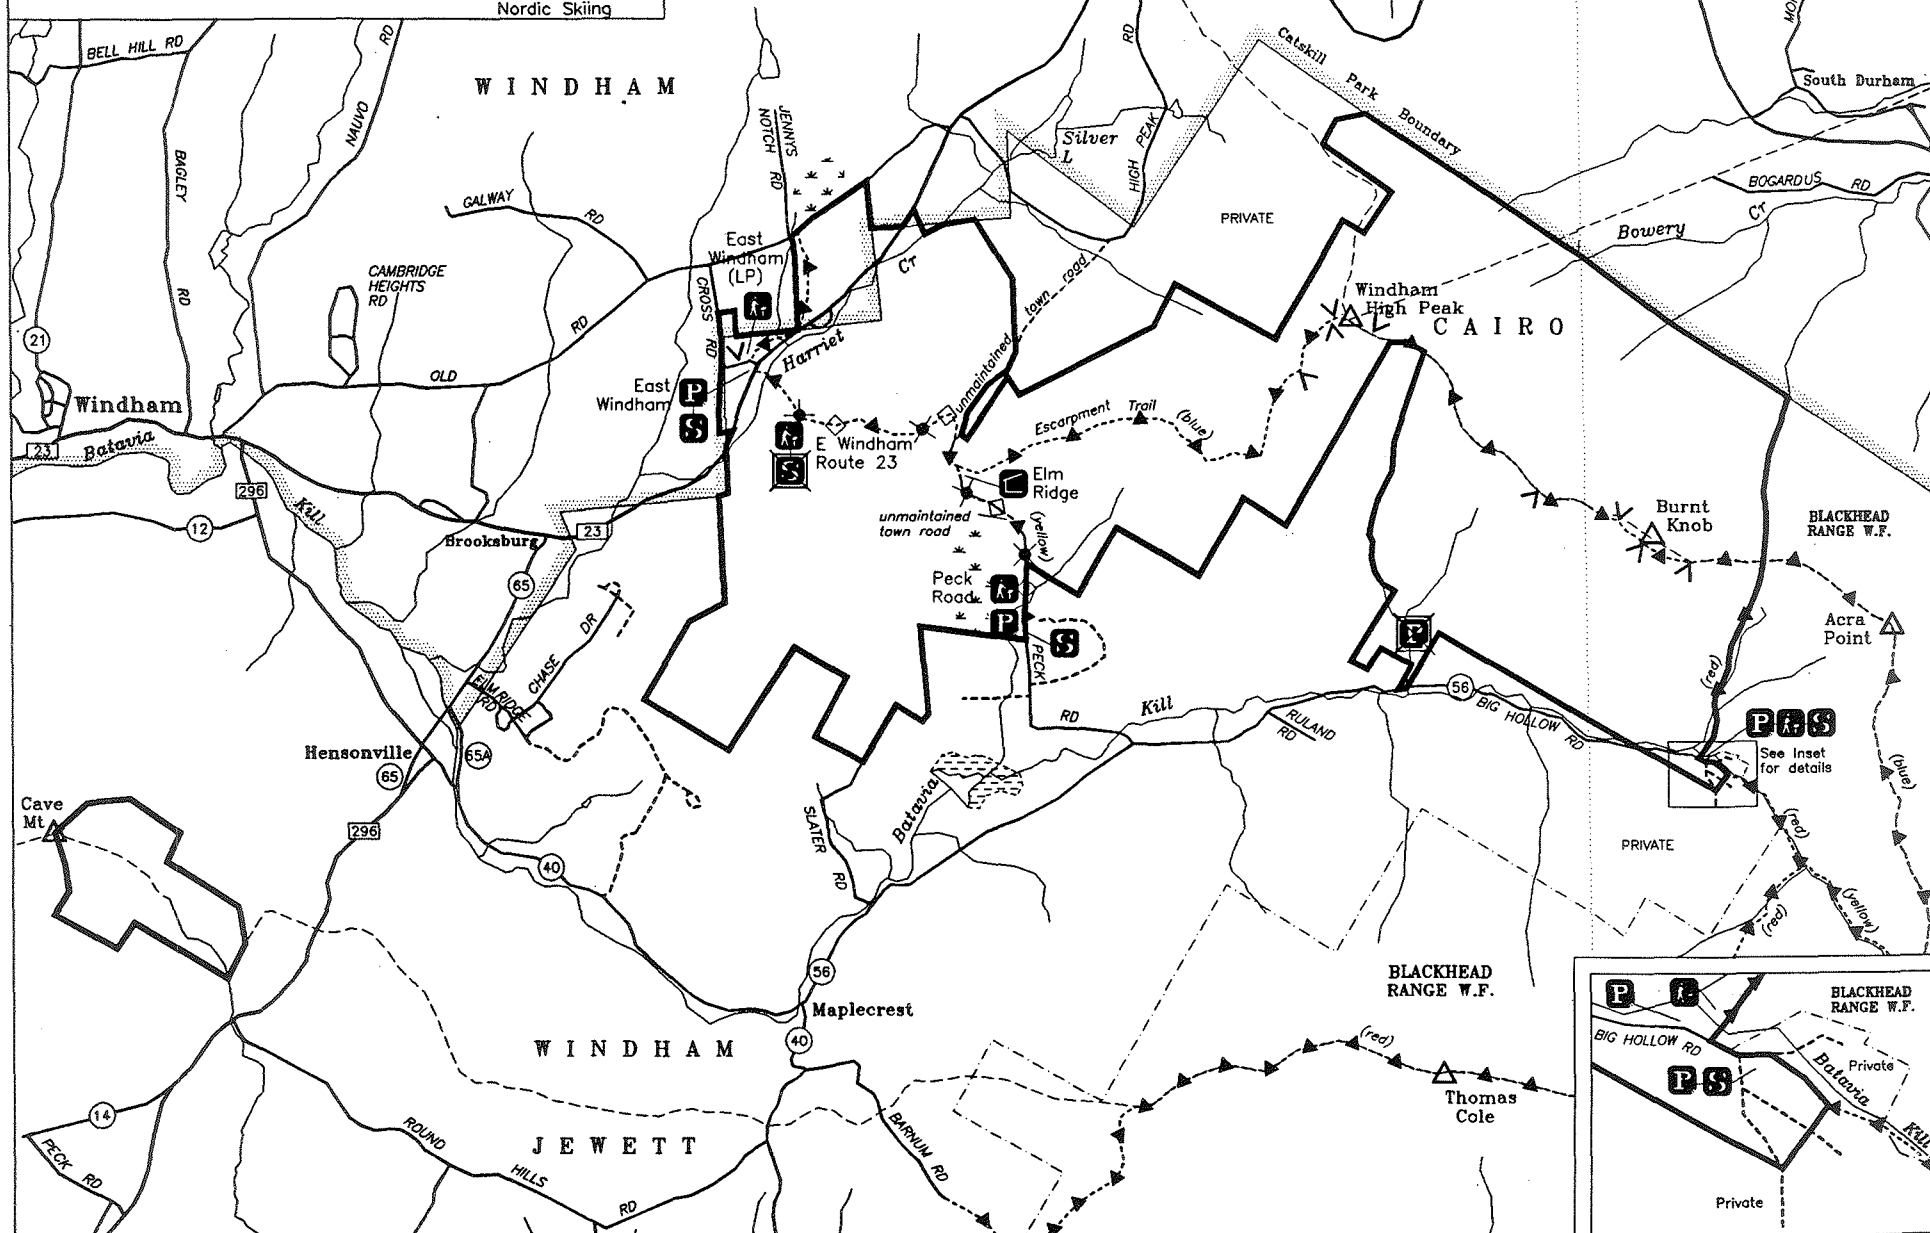 Nordic Skiing
BELL HILL RD
BAGLEY
RD
NAUVO
RD
WINDHAM
JENNYS
NOTCH RD
GALWAY
RD
CAMBRIDGE
HEIGHTS
RD
East
Windham
(LP)
CROSS
RD
Silver
L
HIGH PEAK
RD
Catskill Park Boundary
South Durham
BOGARDUS RD
Bowery Cr
PRIVATE
Windham
High Peak
CAIRO
21
Windham
23
Batavia
OLD
RD
East
Windham
P
S
Harriet
Cr
unmaintained town road
Escarpment Trail (blue)
E Windham
Route 23
S
Elm
Ridge
unmaintained
town road
(yellow)
296
12
Kill
Brooksburg
23
65
Peck
Road
P
S
PECK
RD
Kill
P
56
BIG HOLLOW RD
RULAND
RD
Burnt
Knob
BLACKHEAD
RANGE W.F.
Acra
Point
(red)
(blue)
P S
See Inset
for details
CHASE DR
ELM RIDGE
RD
Hensonville
65
65A
Cave
Mt
296
40
SLATER
RD
Batavia
PRIVATE
(red)
(red)
(yellow)
56
Maplecrest
40
WINDHAM
JEWETT
BLACKHEAD
RANGE W.F.
(red)
Thomas
Cole
14
PECK
RD
ROUND
HILLS
RD
BARNUM RD
P
BLACKHEAD
RANGE W.F.
BIG HOLLOW RD
P S
Batavia
Private
Private